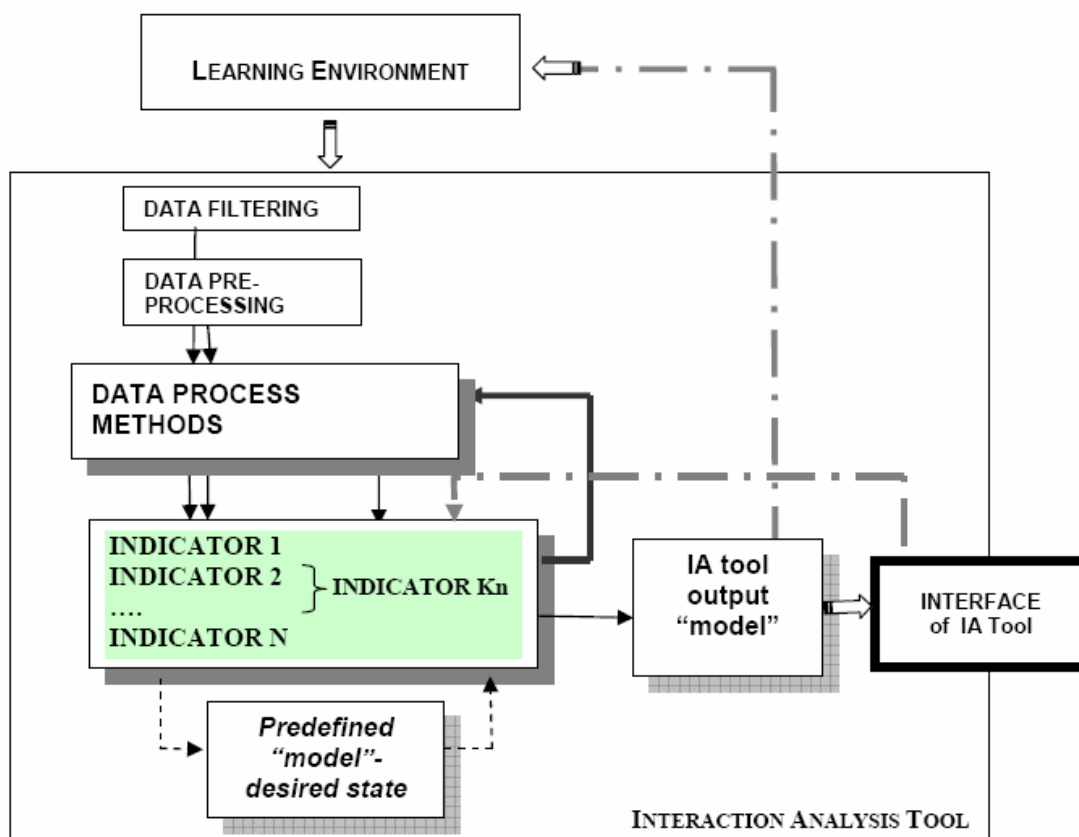 LEARNING ENVIRONMENT
DATA FILTERING
DATA PRE-
PROCESSING
DATA PROCESS
METHODS
INDICATOR 1
INDICATOR 2
INDICATOR Kn
....
INDICATOR N
IA tool
output
“model”
INTERFACE
of IA Tool
Predefined
“model”-
desired state
INTERACTION ANALYSIS TOOL